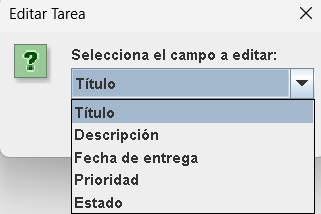 Editar Tarea
Selecciona el campo a editar:
Título
Título
Descripción
Fecha de entrega
Prioridad
Estado